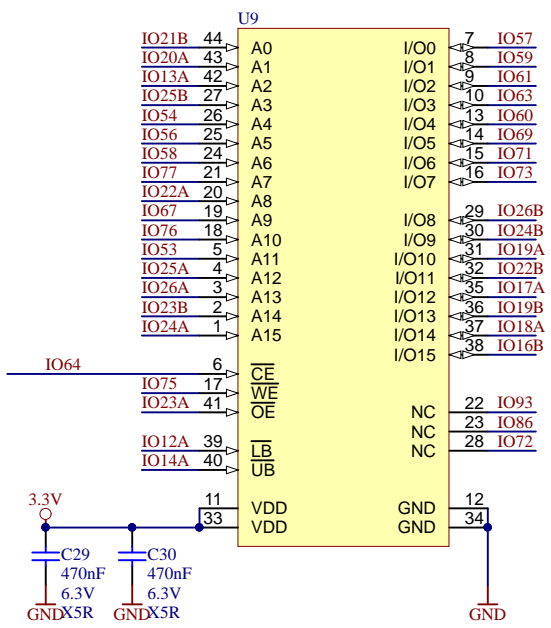 U9
IO21B 44 A0 I/O0 7 IO57
IO20A 43 A1 I/O1 8 IO59
IO13A 42 A2 I/O2 9 IO61
IO25B 27 A3 I/O3 10 IO63
IO54 26 A4 I/O4 13 IO60
IO56 25 A5 I/O5 14 IO69
IO58 24 A6 I/O6 15 IO71
IO77 21 A7 I/O7 16 IO73
IO22A 20 A8
IO67 19 A9 I/O8 29 IO26B
IO76 18 A10 I/O9 30 IO24B
IO53 5 A11 I/O10 31 IO19A
IO25A 4 A12 I/O11 32 IO22B
IO26A 3 A13 I/O12 35 IO17A
IO23B 2 A14 I/O13 36 IO19B
IO24A 1 A15 I/O14 37 IO18A
I/O15 38 IO16B
IO64 6 CE
IO75 17 WE
IO23A 41 OE NC 22 IO93
NC 23 IO86
IO12A 39 LB NC 28 IO72
IO14A 40 UB
3.3V 11 VDD GND 12
33 VDD GND 34
C29 C30
470nF 470nF
6.3V 6.3V
X5R X5R
GND GND GND